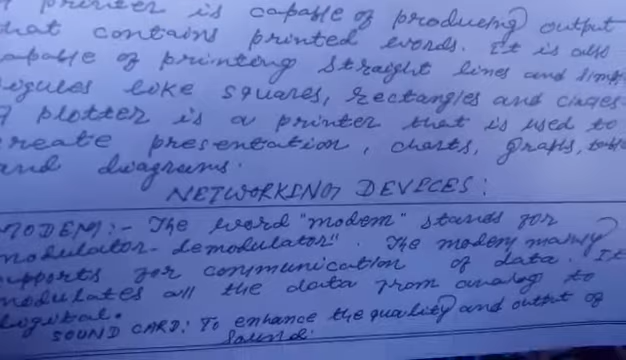 A printer is capable of producing output
that contains printed words. It is also
capable of printing straight lines and simple
figules like squares, rectangles and circles.
A plotter is a printer that is used to
create presentation, charts, graphs, table
and diagrams.
NETWORKING DEVICES:
MODEM:- The word "modem" stands for
modulator-demodulator". The modem mainly
supports for communication of data. It
modulates all the data from analog to
digital.
SOUND CARD: To enhance the quality and output of
Sound.